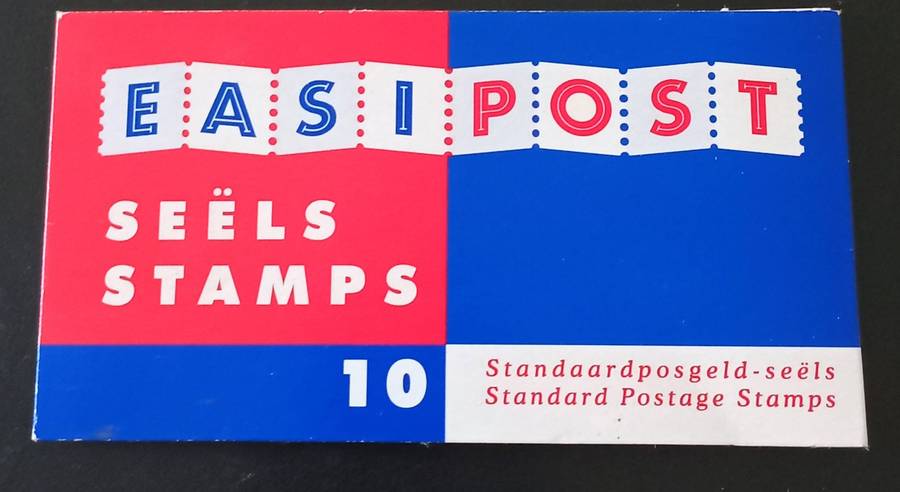 EASIPOST
SEËLS
STAMPS
10
Standaardposgeld-seëls
Standard Postage Stamps